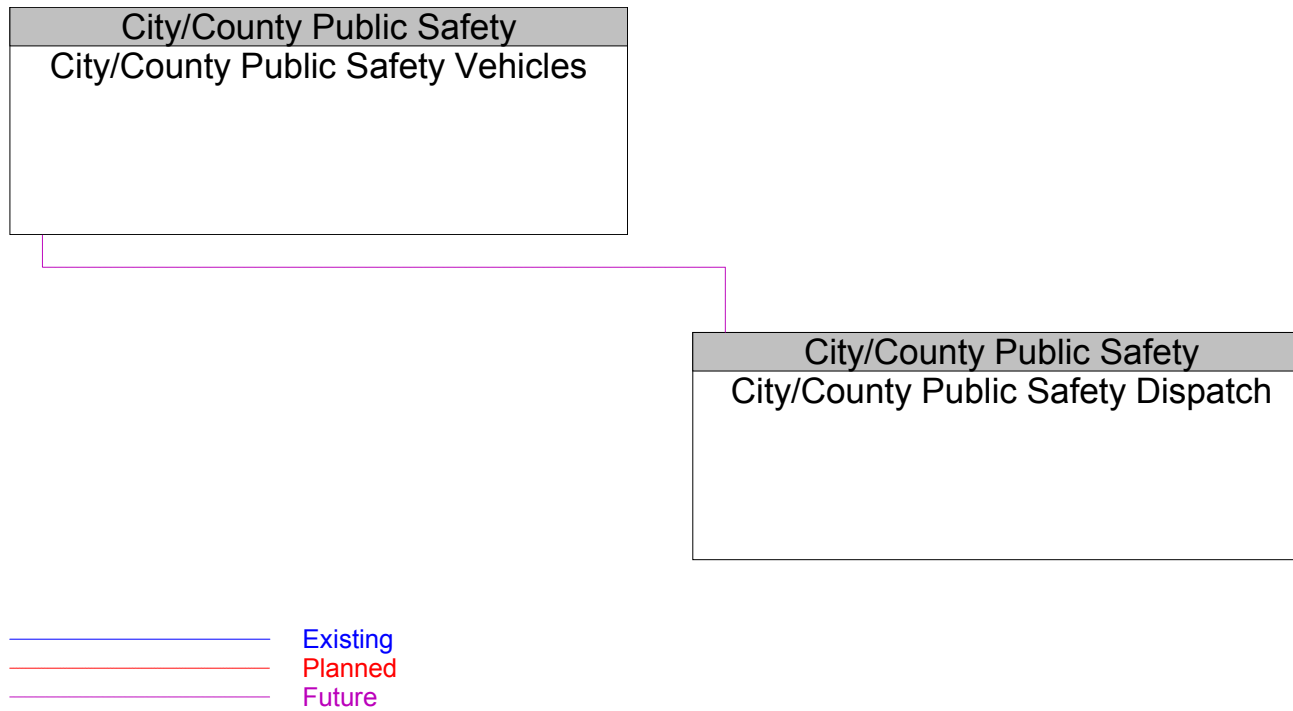 City/County Public Safety
City/County Public Safety Vehicles
City/County Public Safety
City/County Public Safety Dispatch
Existing
Planned
Future